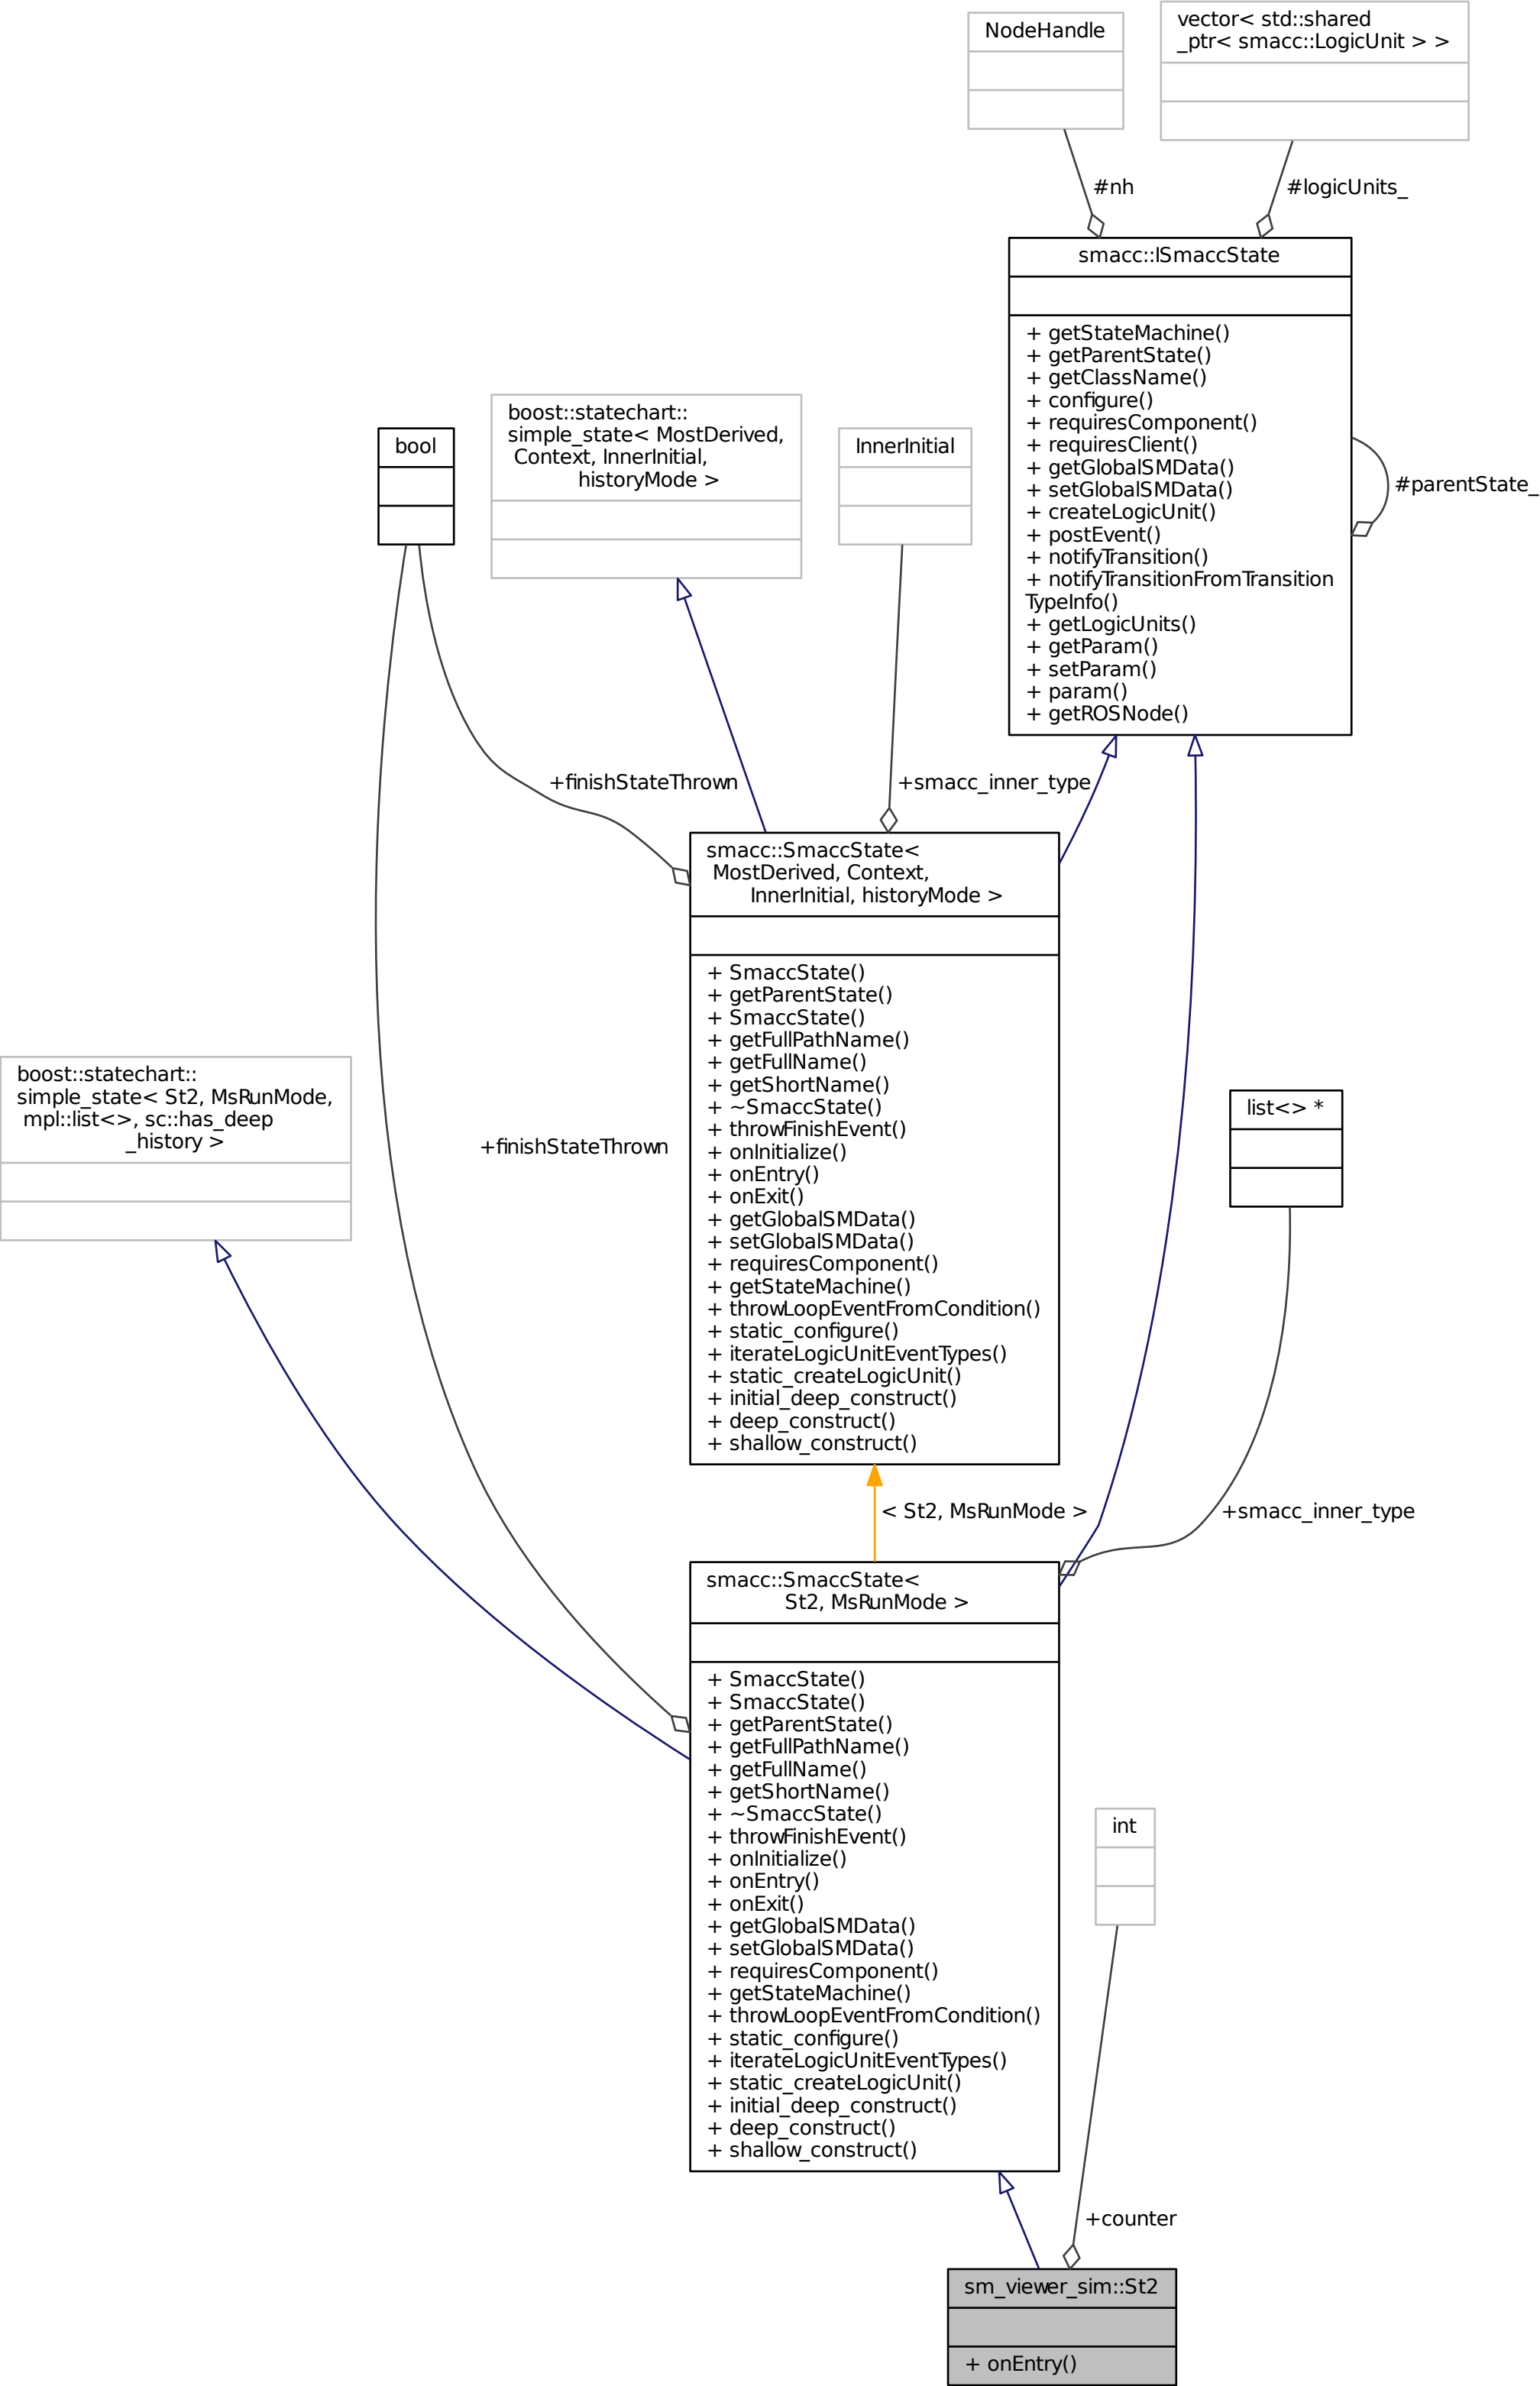 NodeHandle
vector< std::shared
_ptr< smacc::LogicUnit > >
#nh
#logicUnits_
smacc::ISmaccState
+ getStateMachine()
+ getParentState()
+ getClassName()
+ configure()
+ requiresComponent()
+ requiresClient()
+ getGlobalSMData()
+ setGlobalSMData()
+ createLogicUnit()
+ postEvent()
+ notifyTransition()
+ notifyTransitionFromTransition
TypeInfo()
+ getLogicUnits()
+ getParam()
+ setParam()
+ param()
+ getROSNode()
#parentState_
bool
boost::statechart::
simple_state< MostDerived,
Context, InnerInitial,
historyMode >
InnerInitial
+finishStateThrown
+smacc_inner_type
smacc::SmaccState<
MostDerived, Context,
InnerInitial, historyMode >
+ SmaccState()
+ getParentState()
+ SmaccState()
+ getFullPathName()
+ getFullName()
+ getShortName()
+ ~SmaccState()
+ throwFinishEvent()
+ onInitialize()
+ onEntry()
+ onExit()
+ getGlobalSMData()
+ setGlobalSMData()
+ requiresComponent()
+ getStateMachine()
+ throwLoopEventFromCondition()
+ static_configure()
+ iterateLogicUnitEventTypes()
+ static_createLogicUnit()
+ initial_deep_construct()
+ deep_construct()
+ shallow_construct()
boost::statechart::
simple_state< St2, MsRunMode,
mpl::list<>, sc::has_deep
_history >
+finishStateThrown
list<> *
< St2, MsRunMode >
+smacc_inner_type
smacc::SmaccState<
St2, MsRunMode >
+ SmaccState()
+ SmaccState()
+ getParentState()
+ getFullPathName()
+ getFullName()
+ getShortName()
+ ~SmaccState()
+ throwFinishEvent()
+ onInitialize()
+ onEntry()
+ onExit()
+ getGlobalSMData()
+ setGlobalSMData()
+ requiresComponent()
+ getStateMachine()
+ throwLoopEventFromCondition()
+ static_configure()
+ iterateLogicUnitEventTypes()
+ static_createLogicUnit()
+ initial_deep_construct()
+ deep_construct()
+ shallow_construct()
int
+counter
sm_viewer_sim::St2
+ onEntry()